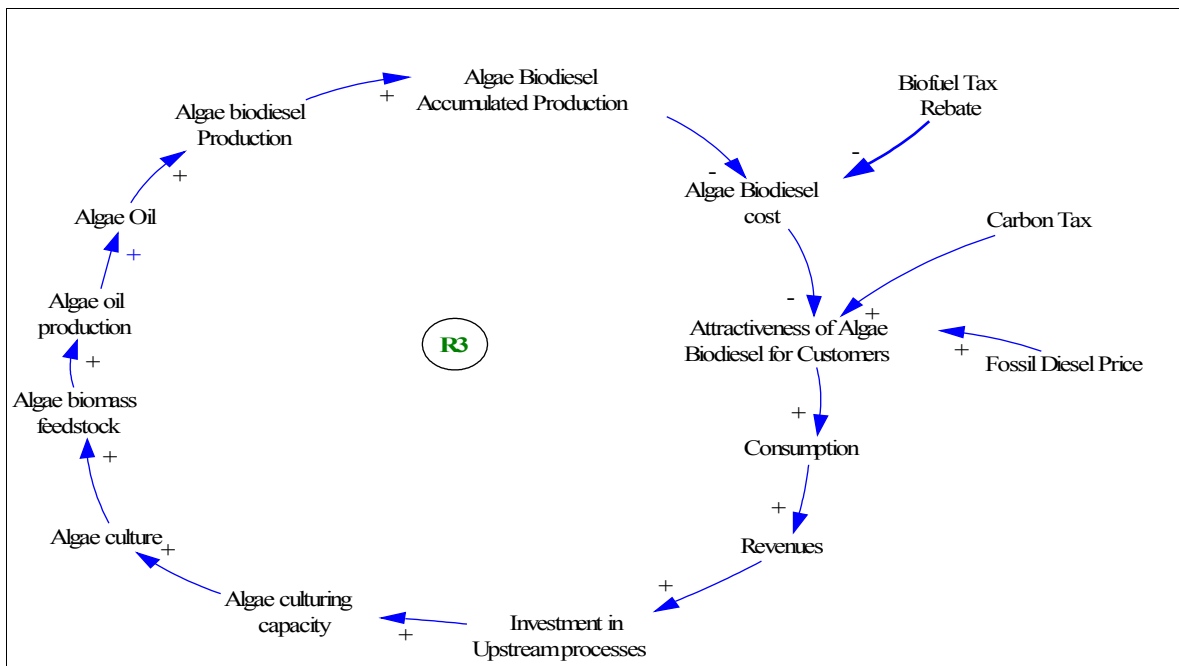 Algae Biodiesel
Accumulated Production
+
Biofuel Tax
Rebate
-
Algae biodiesel
Production
+
-
Algae Biodiesel
cost
Algae Oil
+
Carbon Tax
Algae oil
production
+
-
+
Attractiveness of Algae
Biodiesel for Customers
+
Fossil Diesel Price
R3
Algae biomass
feedstock
+
+
Consumption
Algae culture
+
+
Revenues
Algae culturing
capacity
+
+
Investment in
Upstream processes